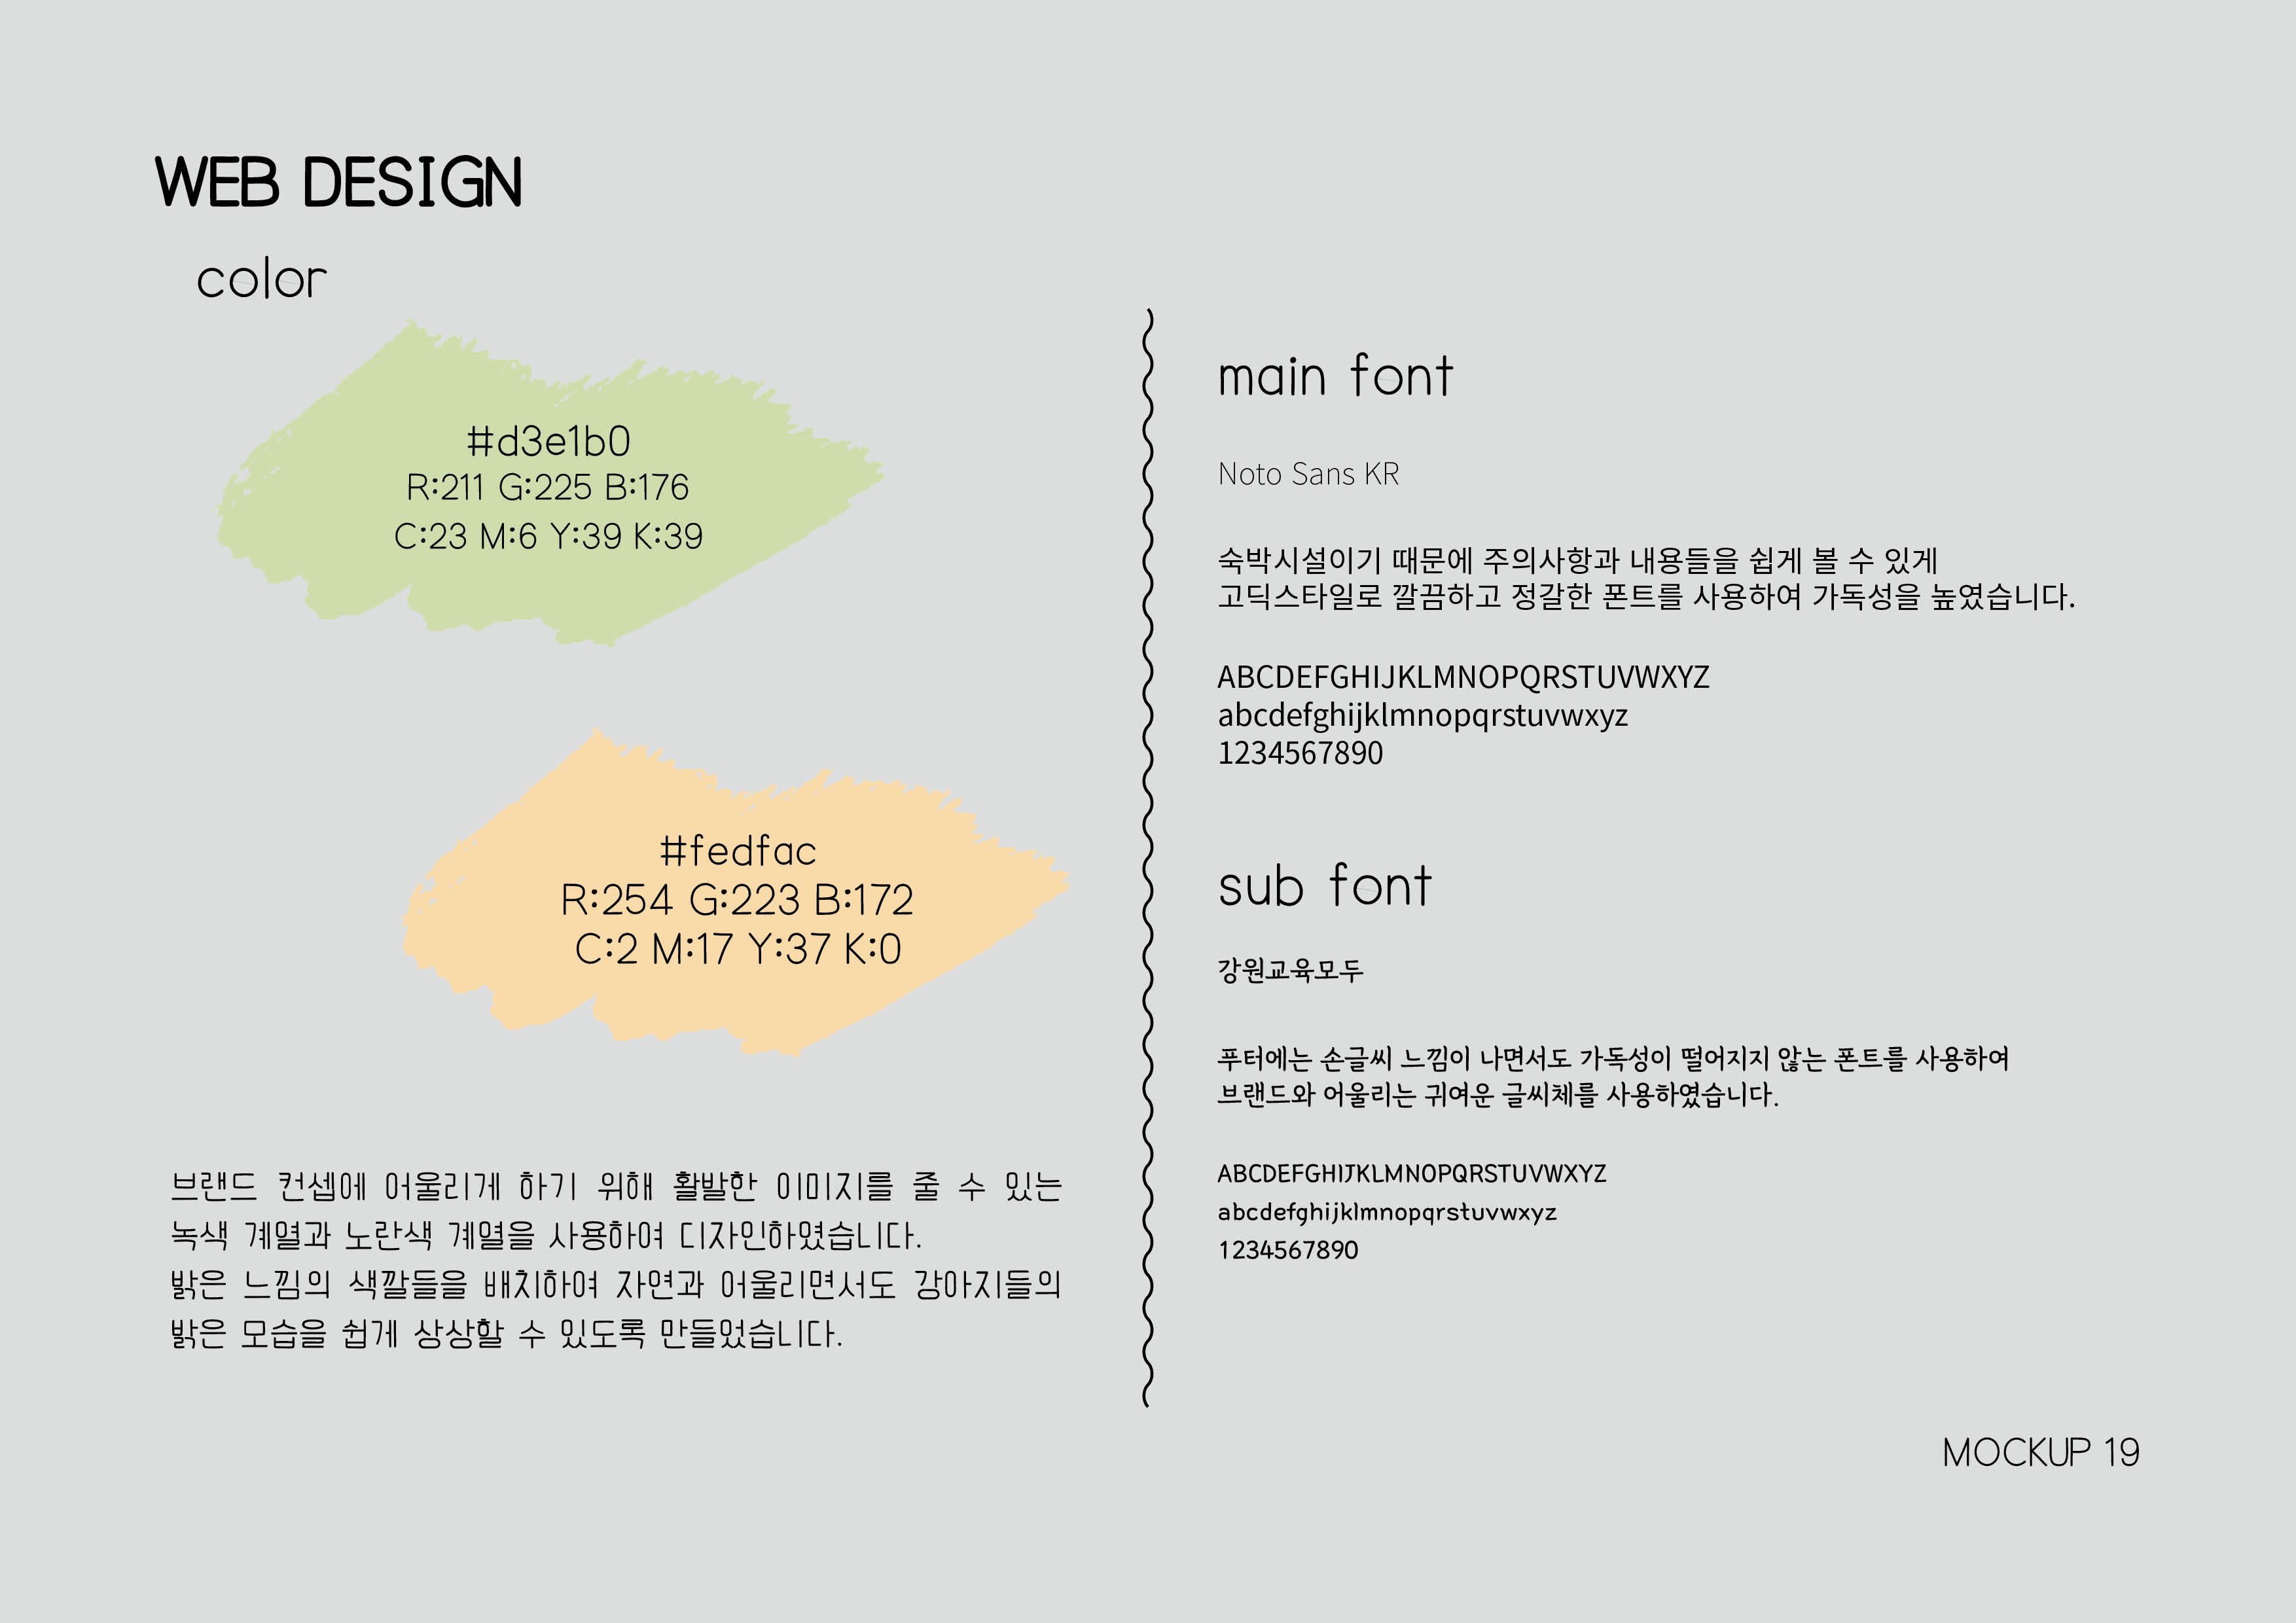 WEB DESIGN
color
#d3e1b0
R:211 G:225 B:176
C:23 M:6 Y:39 K:39
#fedfac
R:254 G:223 B:172
C:2 M:17 Y:37 K:0
브랜드 컨셉에 어울리게 하기 위해 활발한 이미지를 줄 수 있는
녹색 계열과 노란색 계열을 사용하여 디자인하였습니다.
밝은 느낌의 색깔들을 배치하여 자연과 어울리면서도 강아지들의
밝은 모습을 쉽게 상상할 수 있도록 만들었습니다.
main font
Noto Sans KR
숙박시설이기 때문에 주의사항과 내용들을 쉽게 볼 수 있게
고딕스타일로 깔끔하고 정갈한 폰트를 사용하여 가독성을 높였습니다.
ABCDEFGHIJKLMNOPQRSTUVWXYZ
abcdefghijklmnopqrstuvwxyz
1234567890
sub font
강원교육모두
푸터에는 손글씨 느낌이 나면서도 가독성이 떨어지지 않는 폰트를 사용하여
브랜드와 어울리는 귀여운 글씨체를 사용하였습니다.
ABCDEFGHIJKLMNOPQRSTUVWXYZ
abcdefghijklmnopqrstuvwxyz
1234567890
MOCKUP 19